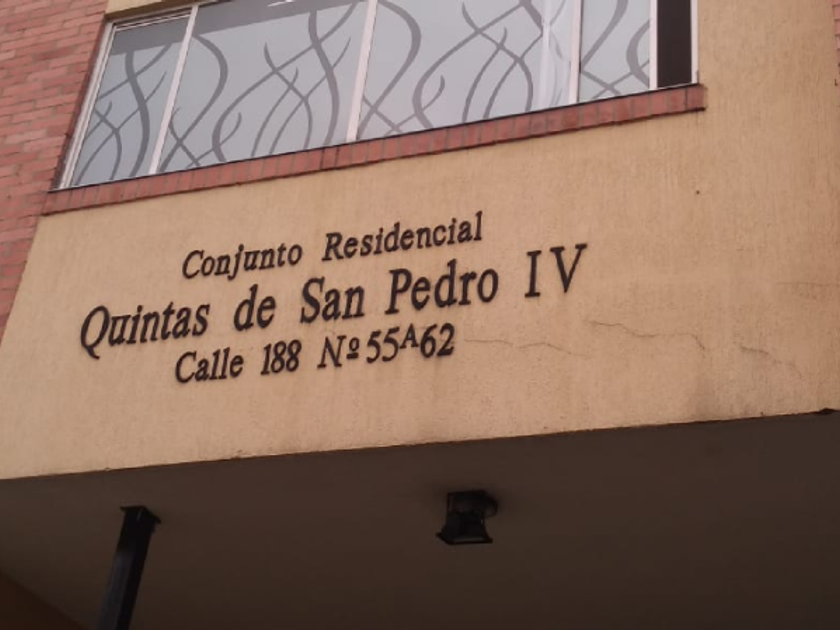 Conjunto Residencial
Quintas de San Pedro IV
Calle 188 Nº 55A62